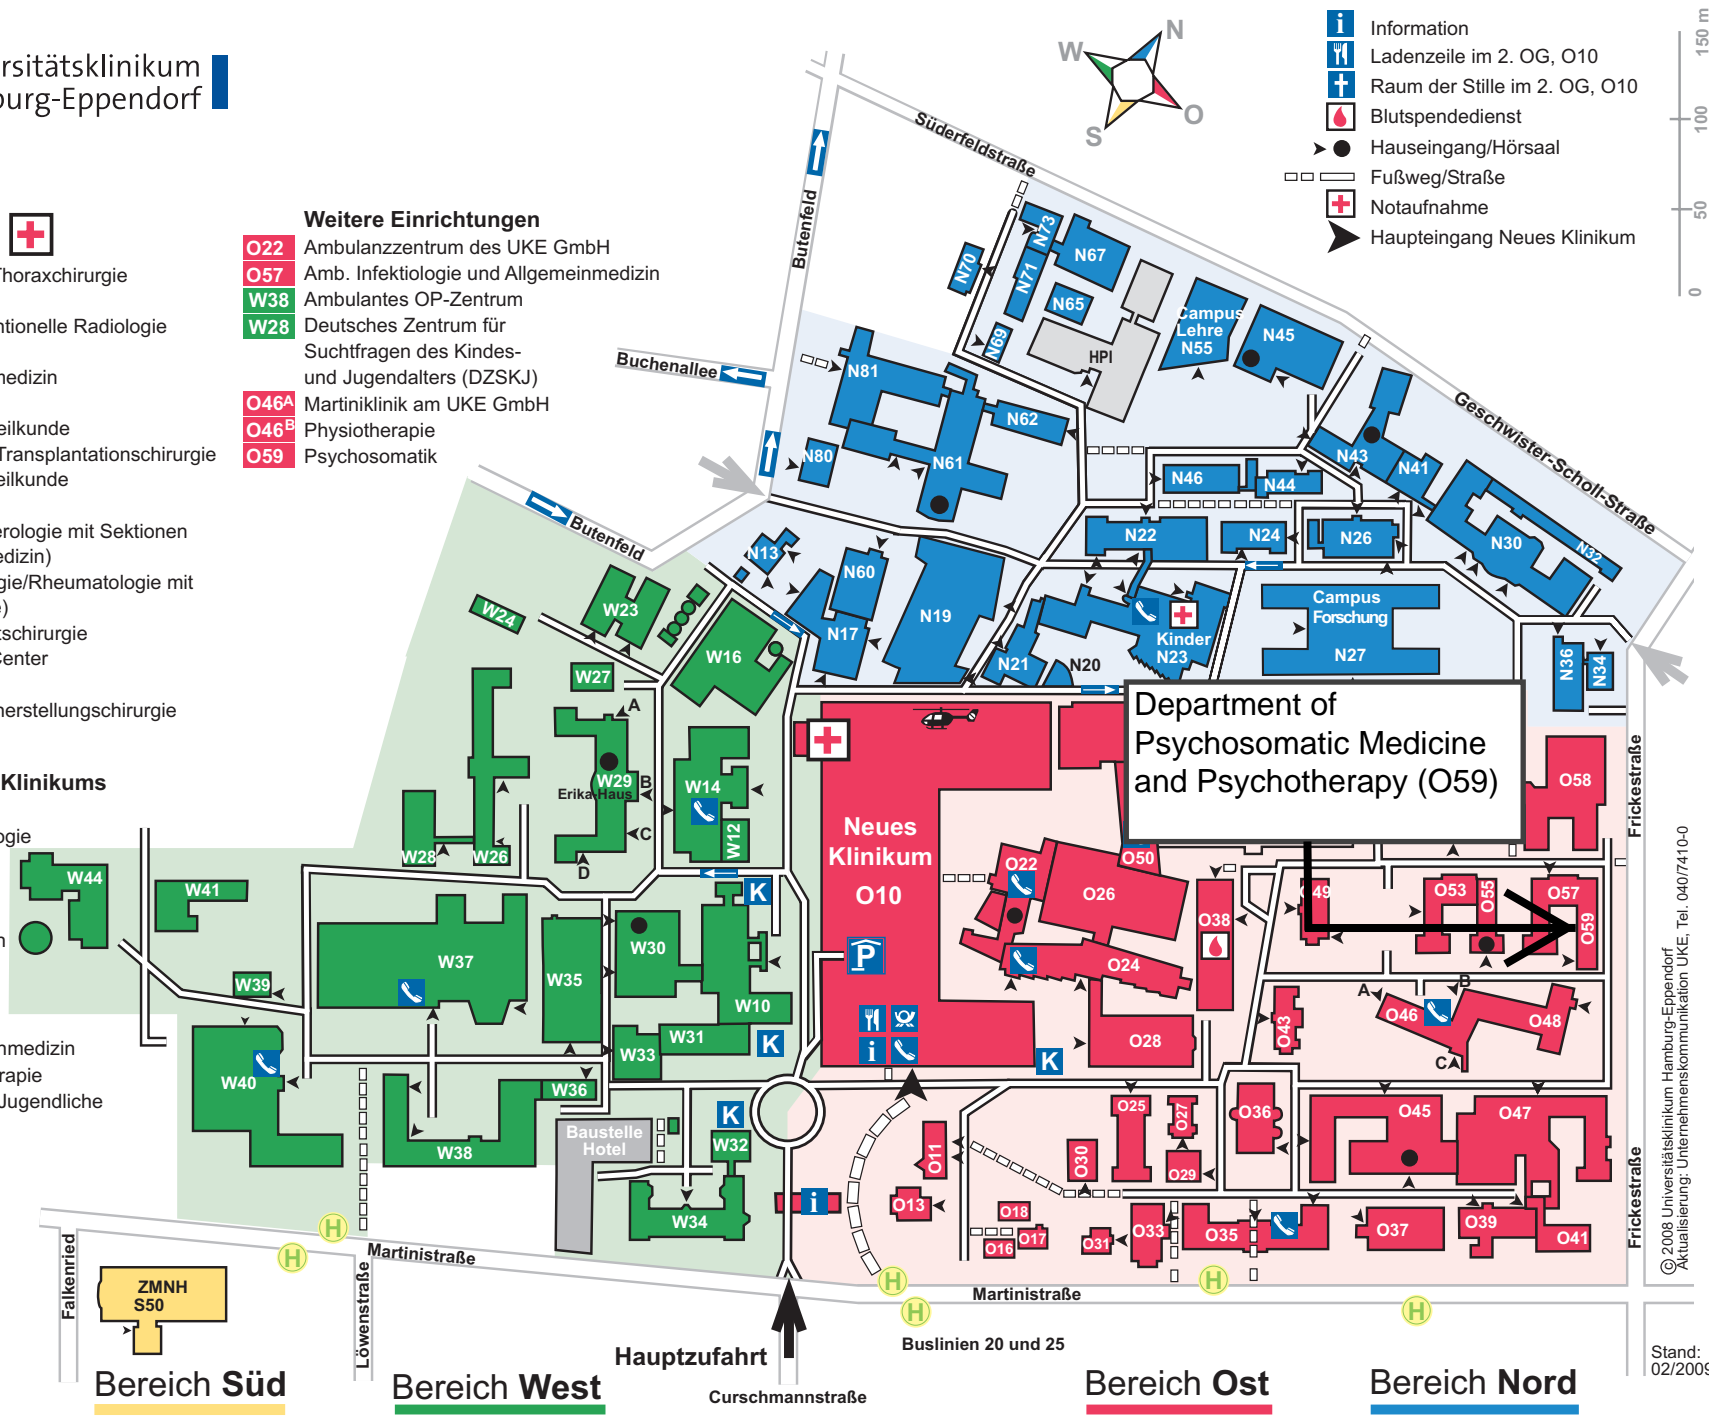 rsitätsklinikum
burg-Eppendorf
N
W
O
S
Information
Ladenzeile im 2. OG, O10
Raum der Stille im 2. OG, O10
Blutspendedienst
Hauseingang/Hörsaal
Fußweg/Straße
Notaufnahme
Haupteingang Neues Klinikum
150 m
100
50
0
Thoraxchirurgie
ntionelle Radiologie
medizin
eilkunde
Transplantationschirurgie
eilkunde
erologie mit Sektionen
edizin)
gie/Rheumatologie mit
e)
tschirurgie
Center
herstellungschirurgie
Klinikums
ogie
n
nmedizin
rapie
Jugendliche
Weitere Einrichtungen
O22 Ambulanzzentrum des UKE GmbH
O57 Amb. Infektiologie und Allgemeinmedizin
W38 Ambulantes OP-Zentrum
W28 Deutsches Zentrum für
Suchtfragen des Kindes-
und Jugendalters (DZSKJ)
O46A Martiniklinik am UKE GmbH
O46B Physiotherapie
O59 Psychosomatik
Süderfeldstraße
Butenfeld
Buchenallee
Butenfeld
Geschwister-Scholl-Straße
N73
N67
N70
N71
N65
N69
HPI
Campus
Lehre
N55
N45
N81
N62
N80
N61
N43
N41
N46
N44
N22
N24
N26
N30
N32
N13
N60
N17
N19
N21
N20
Kinder
N23
Campus
Forschung
N27
N36
N34
W24
W23
W16
W27
A
W29
Erika-Haus
B
C
D
W14
W12
W28
W26
W44
W41
W37
W39
W35
W30
W10
W31
W33
W40
W36
W38
W32
W34
Baustelle
Hotel
K
K
K
K
Neues
Klinikum
O10
P
i
i
Department of
Psychosomatic Medicine
and Psychotherapy (O59)
O58
O50
O22
O26
O24
O38
O28
O49
O53
O55
O57
O59
O43
A
B
O46
O48
C
O25
O27
O36
O45
O47
O11
O30
O29
O13
O18
O17
O16
O31
O33
O35
O37
O39
O41
Frickestraße
Frickestraße
© 2008 Universitätsklinikum Hamburg-Eppendorf
Aktualisierung: Unternehmenskommunikation UKE, Tel. 040/7410-0
Martinistraße
Martinistraße
Falkenried
Löwenstraße
H
H
H
H
H
H
ZMNH
S50
Buslinien 20 und 25
Hauptzufahrt
Curschmannstraße
Stand:
02/2009
Bereich Süd
Bereich West
Bereich Ost
Bereich Nord